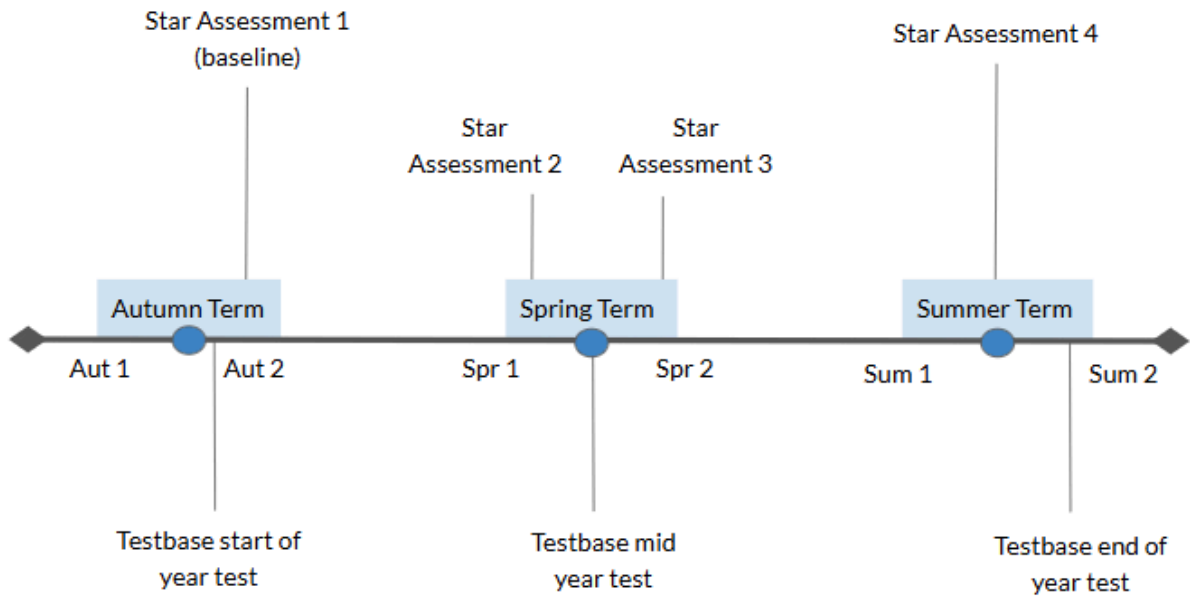 Star Assessment 1
(baseline)
Star Assessment 4
Star
Assessment 2
Star
Assessment 3
Autumn Term
Spring Term
Summer Term
Aut 1
Aut 2
Spr 1
Spr 2
Sum 1
Sum 2
Testbase start of
year test
Testbase mid
year test
Testbase end of
year test